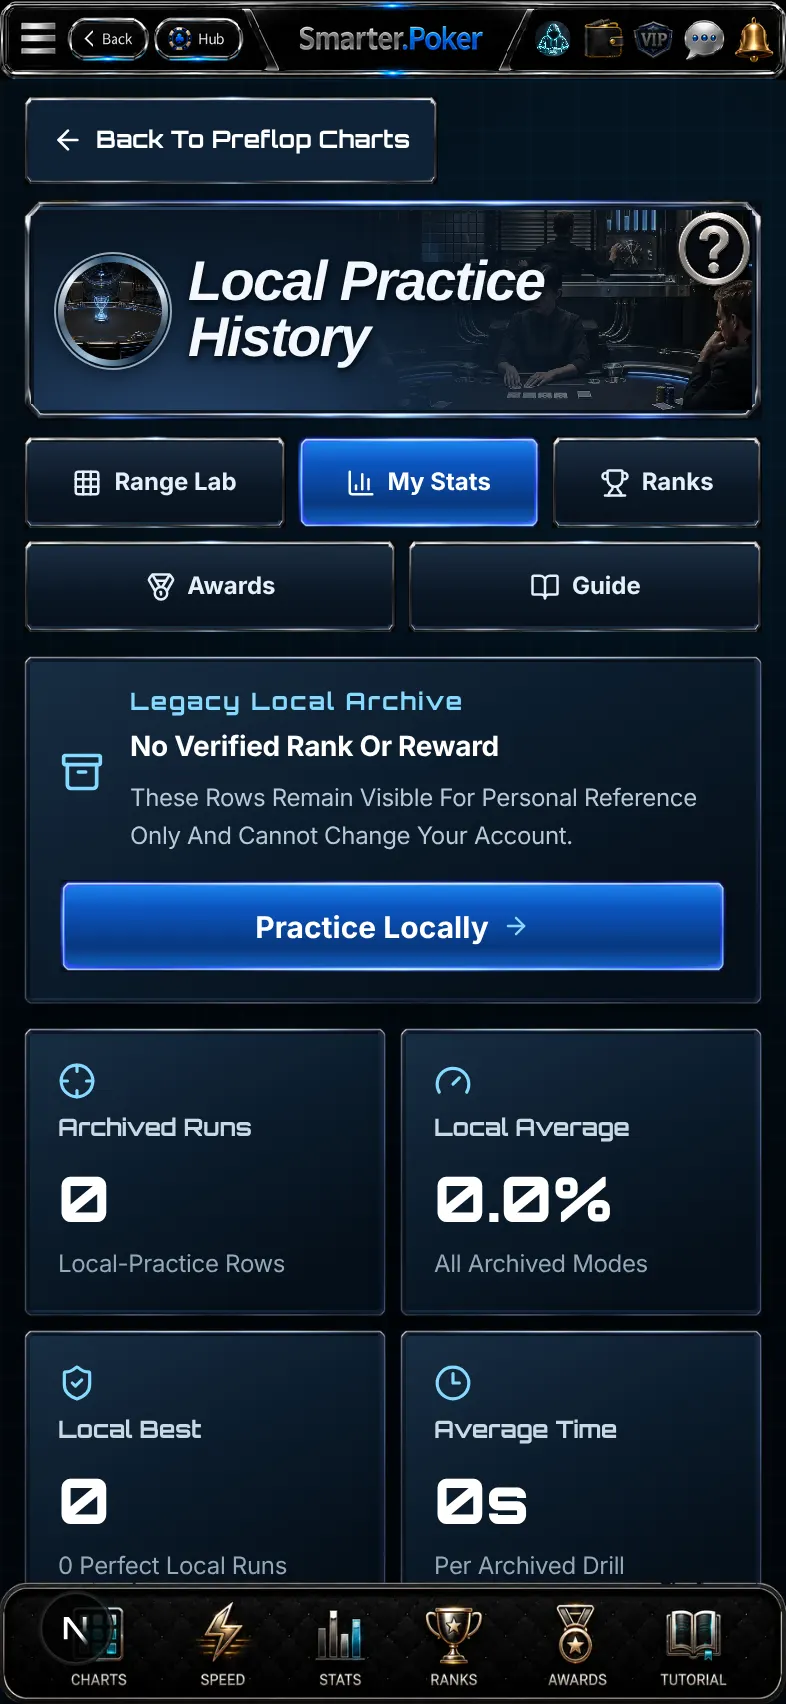 Back
Hub
Smarter.Poker
VIP
Back To Preflop Charts
Local Practice
History
?
Range Lab
My Stats
Ranks
Awards
Guide
Legacy Local Archive
No Verified Rank Or Reward
These Rows Remain Visible For Personal Reference
Only And Cannot Change Your Account.
Practice Locally
Archived Runs
0
Local-Practice Rows
Local Average
0.0%
All Archived Modes
Local Best
0
0 Perfect Local Runs
Average Time
0s
Per Archived Drill
N
CHARTS
SPEED
STATS
RANKS
AWARDS
TUTORIAL